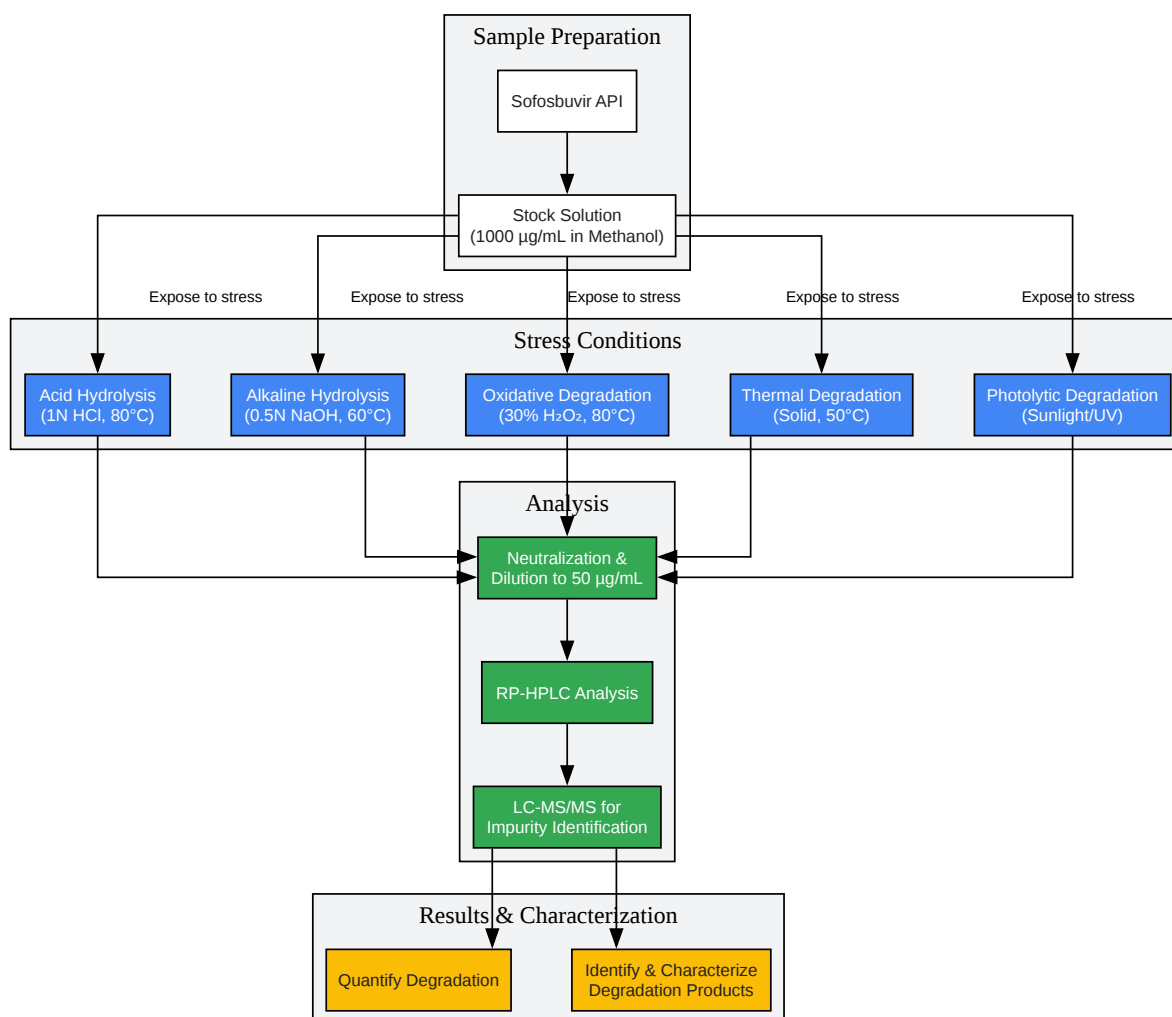 Sample Preparation
Sofosbuvir API
Stock Solution
(1000 µg/mL in Methanol)
Expose to stress
Expose to stress
Expose to stress
Expose to stress
Expose to stress
Stress Conditions
Acid Hydrolysis
(1N HCl, 80°C)
Alkaline Hydrolysis
(0.5N NaOH, 60°C)
Oxidative Degradation
(30% H₂O₂, 80°C)
Thermal Degradation
(Solid, 50°C)
Photolytic Degradation
(Sunlight/UV)
Analysis
Neutralization &
Dilution to 50 µg/mL
RP-HPLC Analysis
LC-MS/MS for
Impurity Identification
Results & Characterization
Quantify Degradation
Identify & Characterize
Degradation Products